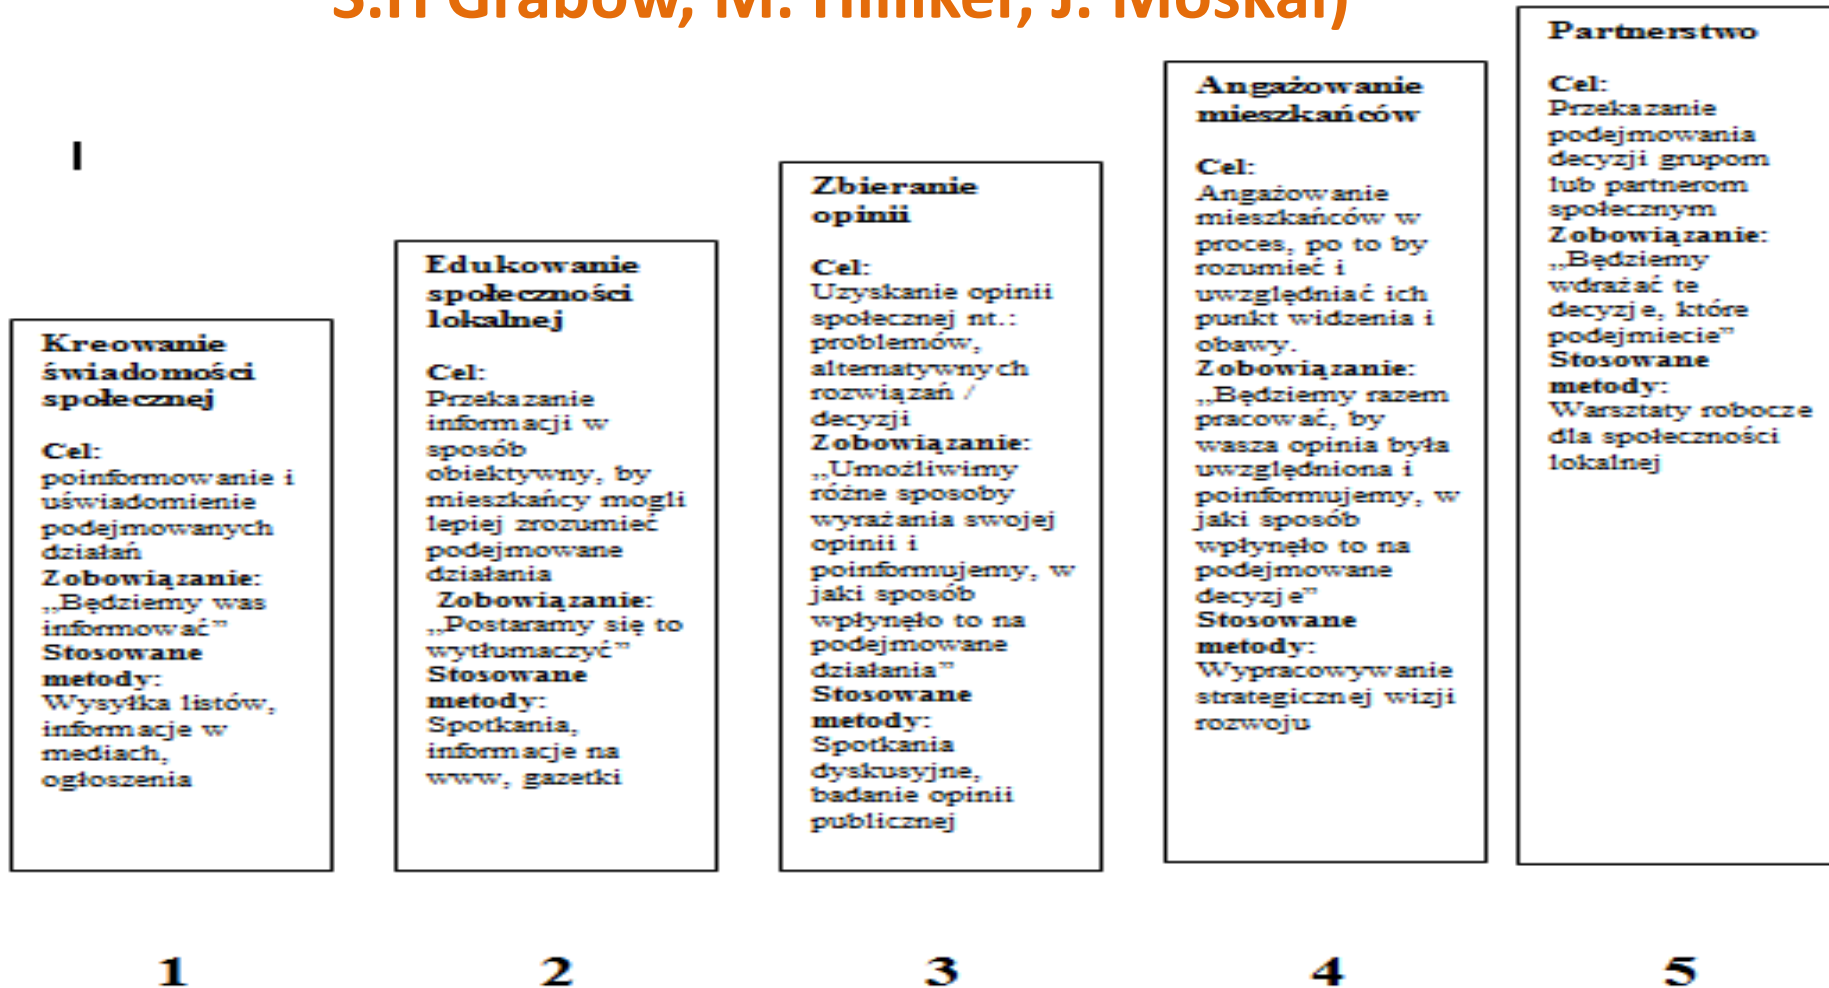 S.H Grabow, M. Hilliker, J. Moskal)
Kreowanie
świadomości
społecznej
Cel:
poinformowanie i
uświadomienie
podejmowanych
działań
Zobowiązanie:
„Będziemy was
informować”
Stosowane
metody:
Wysyłka listów,
informacje w
mediach,
ogłoszenia
1
Edukowanie
społeczności
lokalnej
Cel:
Przekazanie
informacji w
sposób
obiektywny, by
mieszkańcy mogli
lepiej zrozumieć
podejmowane
działania
Zobowiązanie:
„Postaramy się to
wytłumaczyć”
Stosowane
metody:
Spotkania,
informacje na
www, gazetki
2
Zbieranie
opinii
Cel:
Uzyskanie opinii
społecznej nt.:
problemów,
alternatywnych
rozwiązań /
decyzji
Zobowiązanie:
„Umożliwimy
różne sposoby
wyrażania swojej
opinii i
poinformujemy, w
jaki sposób
wpłynęło to na
podejmowane
działania”
Stosowane
metody:
Spotkania
dyskusyjne,
badanie opinii
publicznej
3
Angażowanie
mieszkańców
Cel:
Angażowanie
mieszkańców w
proces, po to by
rozumieć i
uwzględniać ich
punkt widzenia i
obawy.
Zobowiązanie:
„Będziemy razem
pracować, by
wasza opinia była
uwzględniona i
poinformujemy, w
jaki sposób
wpłynęło to na
podejmowane
decyzje”
Stosowane
metody:
Wypracowywanie
strategicznej wizji
rozwoju
4
Partnerstwo
Cel:
Przekazanie
podejmowania
decyzji grupom
lub partnerom
społecznym
Zobowiązanie:
„Będziemy
wdrażać te
decyzje, które
podejmiecie”
Stosowane
metody:
Warsztaty robocze
dla społeczności
lokalnej
5